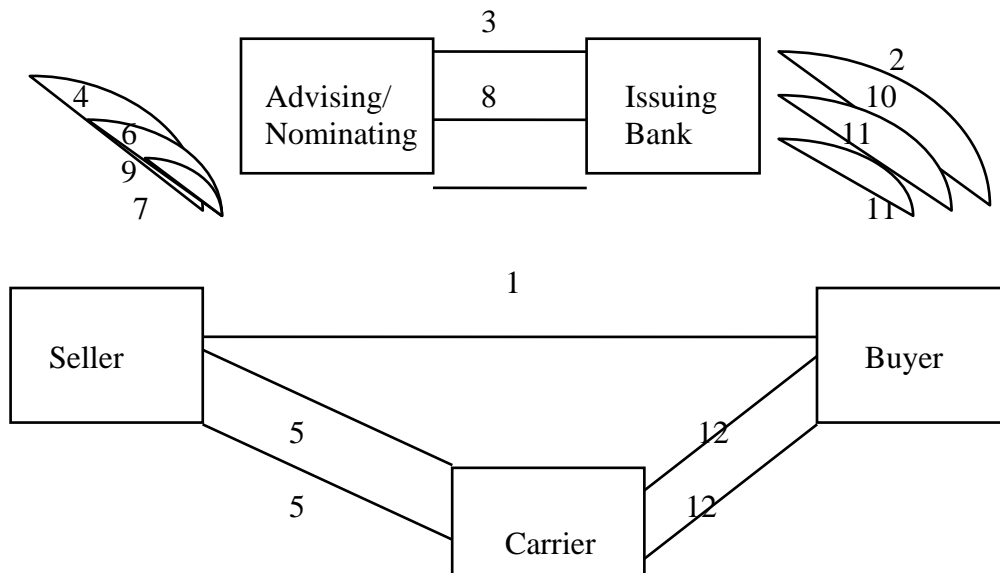 3
2
Advising/
Nominating
8
Issuing
Bank
4
10
6
11
9
7
11
1
Seller
Buyer
5
12
5
12
Carrier